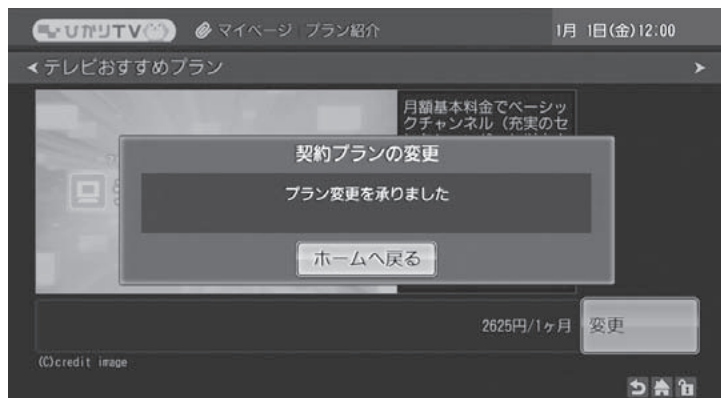 ひかりTV
マイページ プラン紹介
1月 1日(金)12:00
テレビおすすめプラン
月額基本料金でベーシッ
クチャンネル（充実のセ
契約プランの変更
プラン変更を承りました
ホームへ戻る
2625円/1ヶ月
変更
(C)credit image